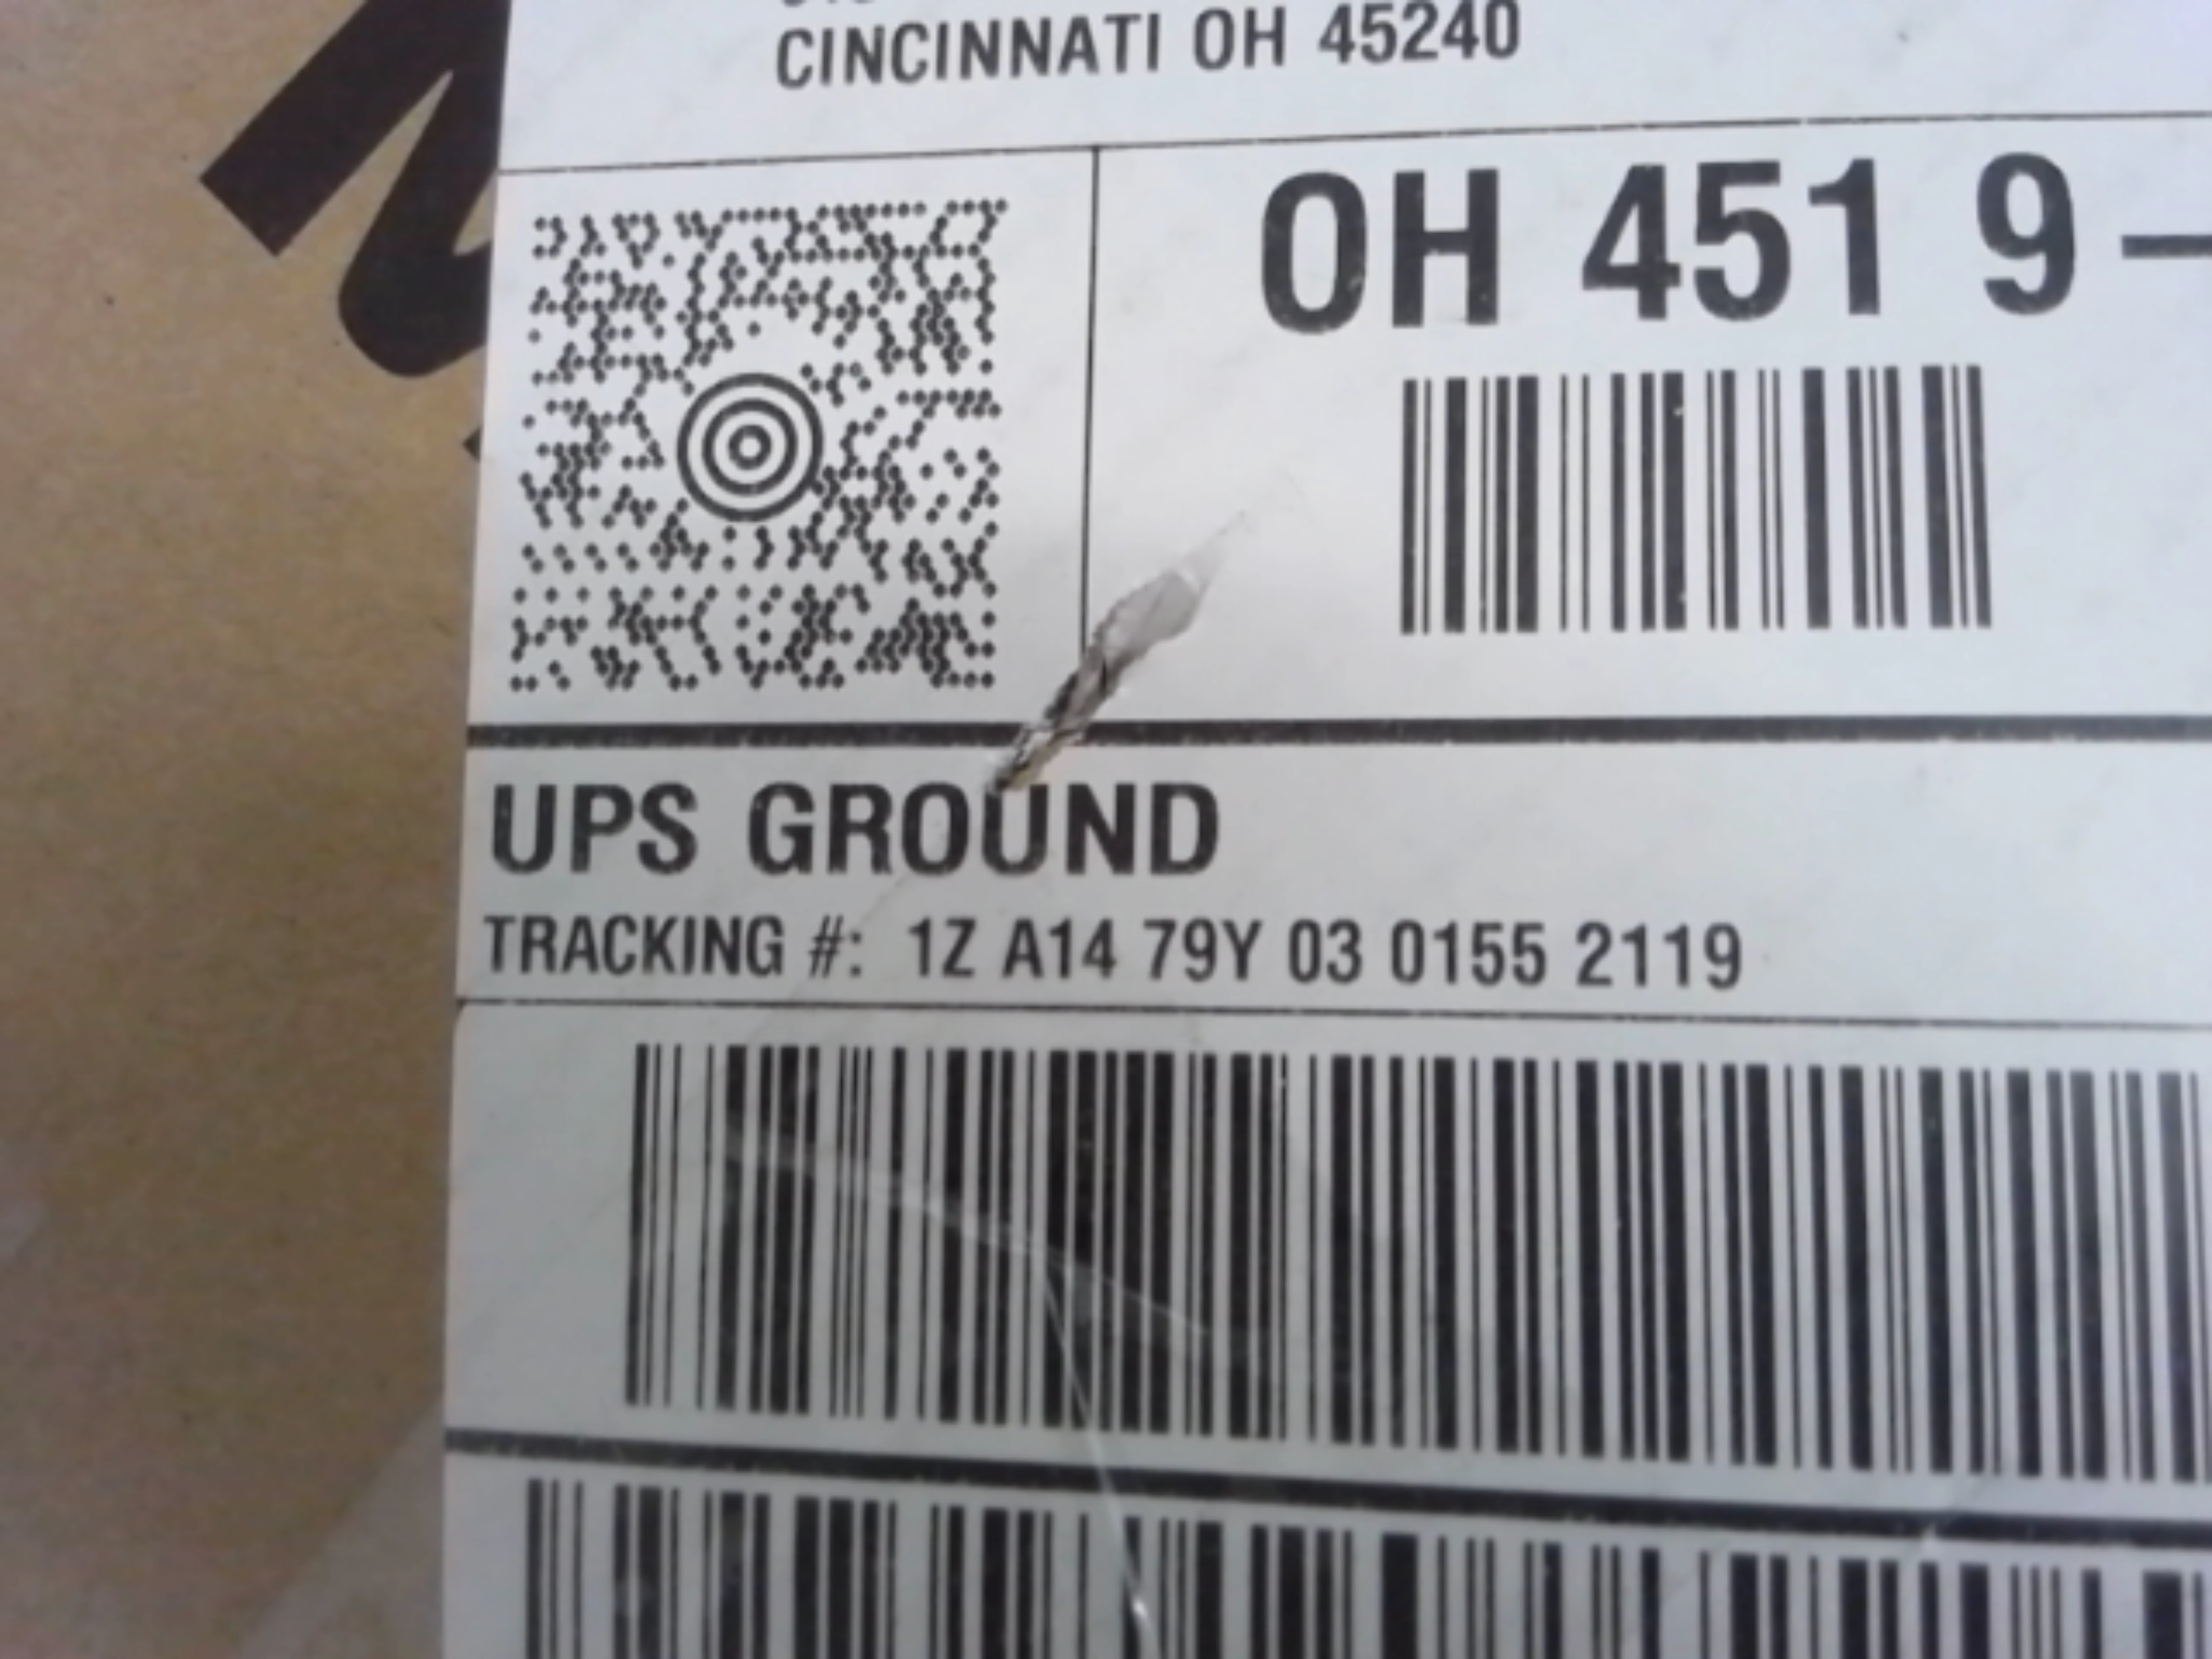 CINCINNATI OH 45240
OH 451 9-
UPS GROUND
TRACKING #: 1Z A14 79Y 03 0155 2119